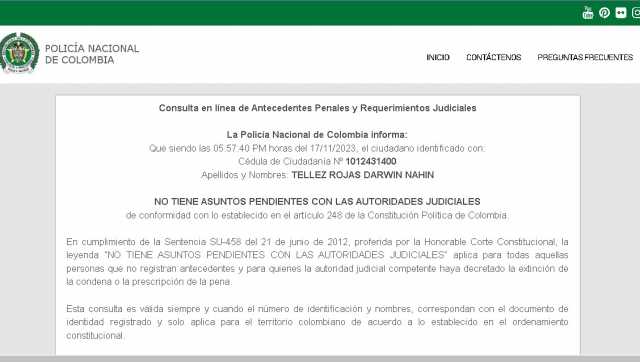 POLICÍA NACIONAL
DE COLOMBIA
INICIO CONTÁCTENOS PREGUNTAS FRECUENTES
Consulta en línea de Antecedentes Penales y Requerimientos Judiciales
La Policía Nacional de Colombia informa:
Que siendo las 05:57:40 PM horas del 17/11/2023, el ciudadano identificado con:
Cédula de Ciudadanía Nº 1012431400
Apellidos y Nombres: TELLEZ ROJAS DARWIN NAHIN
NO TIENE ASUNTOS PENDIENTES CON LAS AUTORIDADES JUDICIALES
de conformidad con lo establecido en el artículo 248 de la Constitución Política de Colombia.
En cumplimiento de la Sentencia SU-458 del 21 de junio de 2012, proferida por la Honorable Corte Constitucional, la
leyenda "NO TIENE ASUNTOS PENDIENTES CON LAS AUTORIDADES JUDICIALES" aplica para todas aquellas
personas que no registran antecedentes y para quienes la autoridad judicial competente haya decretado la extinción de
la condena o la prescripción de la pena.
Esta consulta es válida siempre y cuando el número de identificación y nombres, correspondan con el documento de
identidad registrado y solo aplica para el territorio colombiano de acuerdo a lo establecido en el ordenamiento
constitucional.